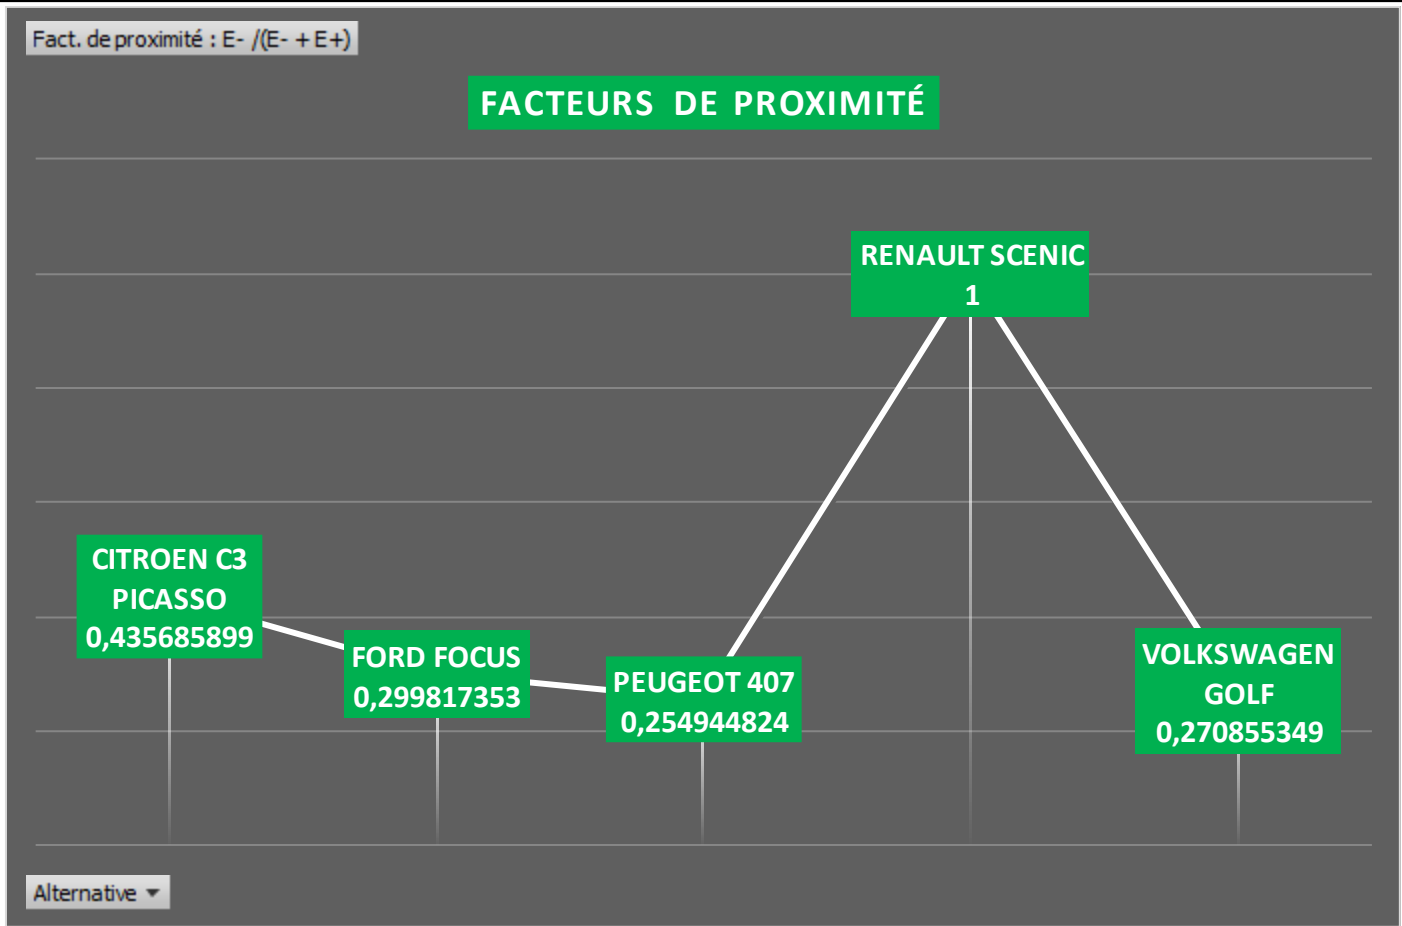 Fact. de proximité : E- /(E- + E+)
FACTEURS DE PROXIMITÉ
RENAULT SCENIC
1
CITROEN C3
PICASSO
0,435685899
FORD FOCUS
0,299817353
PEUGEOT 407
0,254944824
VOLKSWAGEN
GOLF
0,270855349
Alternative